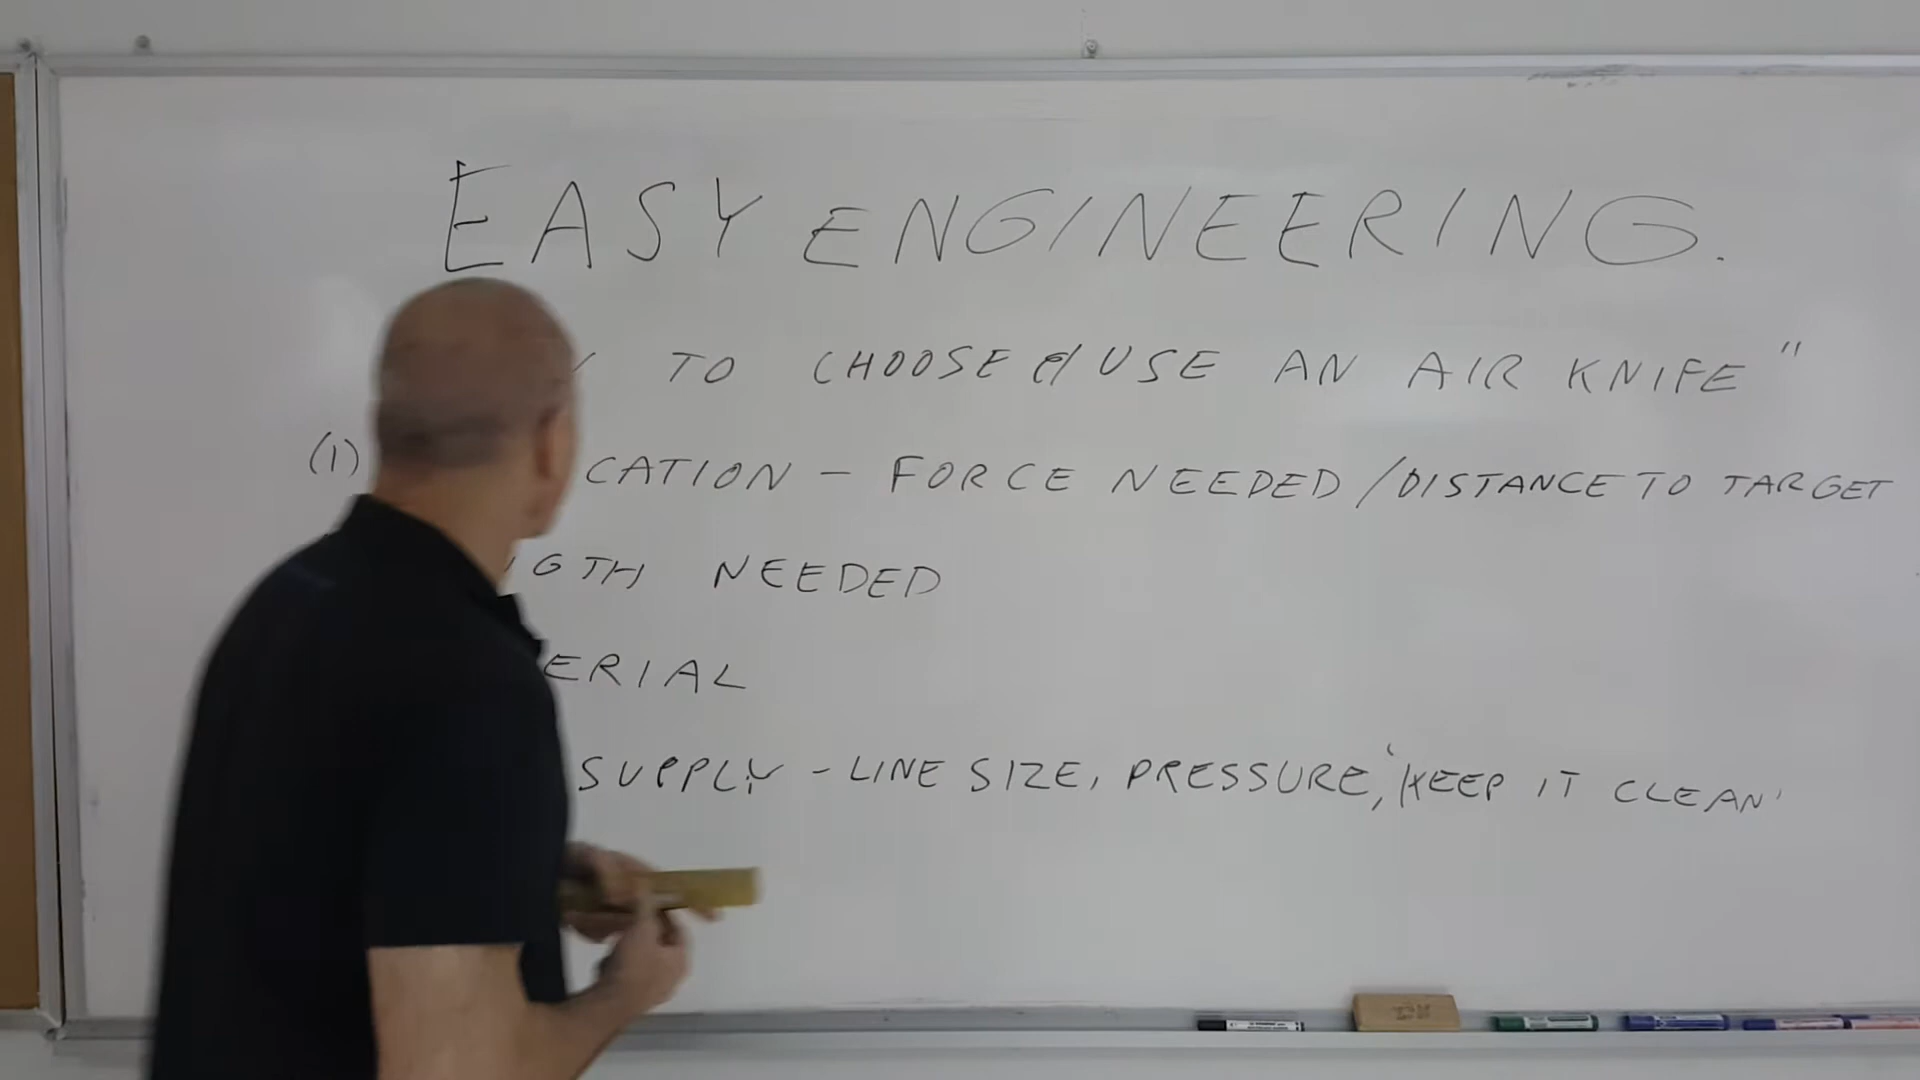 EASY ENGINEERING.
TO CHOOSE & USE AN AIR KNIFE"
(1) CATION - FORCE NEEDED / DISTANCE TO TARGET
GTH NEEDED
ERIAL
SUPPLY - LINE SIZE, PRESSURE, 'KEEP IT CLEAN'